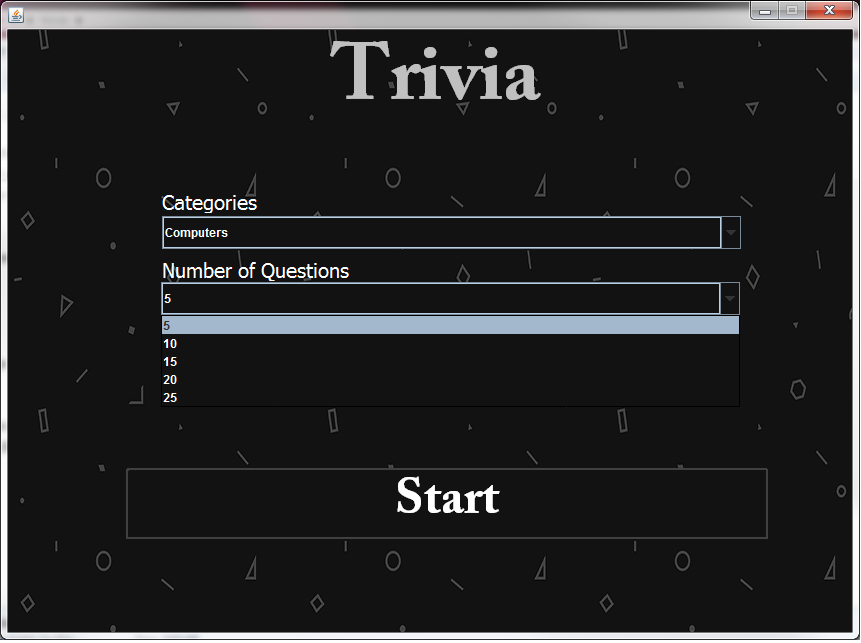 Trivia
Categories
Computers
Number of Questions
5
5
10
15
20
25
Start